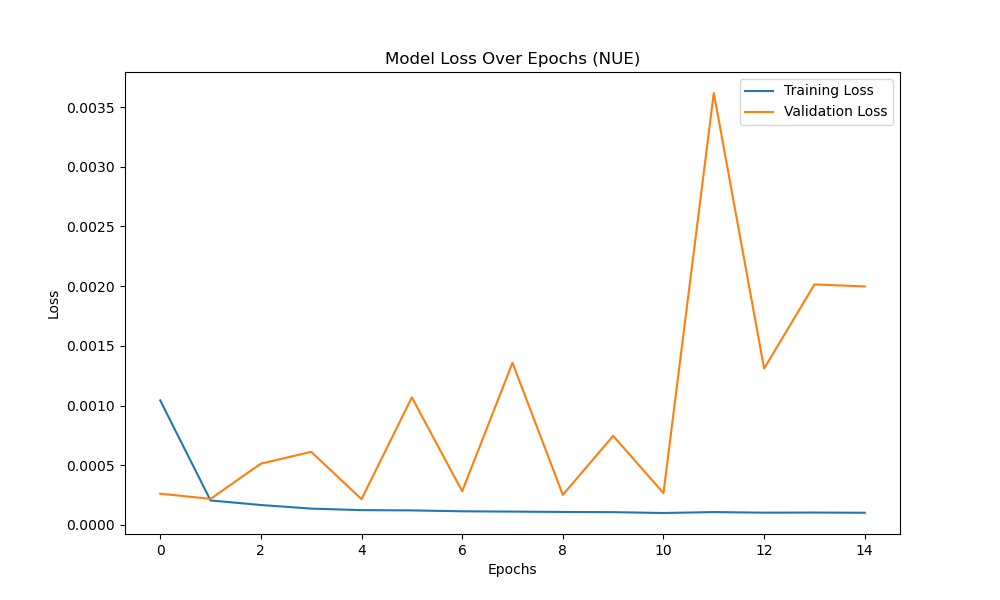 Model Loss Over Epochs (NUE)
Training Loss
Validation Loss
0.0035
0.0030
0.0025
0.0020
0.0015
0.0010
0.0005
0.0000
Loss
0 2 4 6 8 10 12 14
Epochs